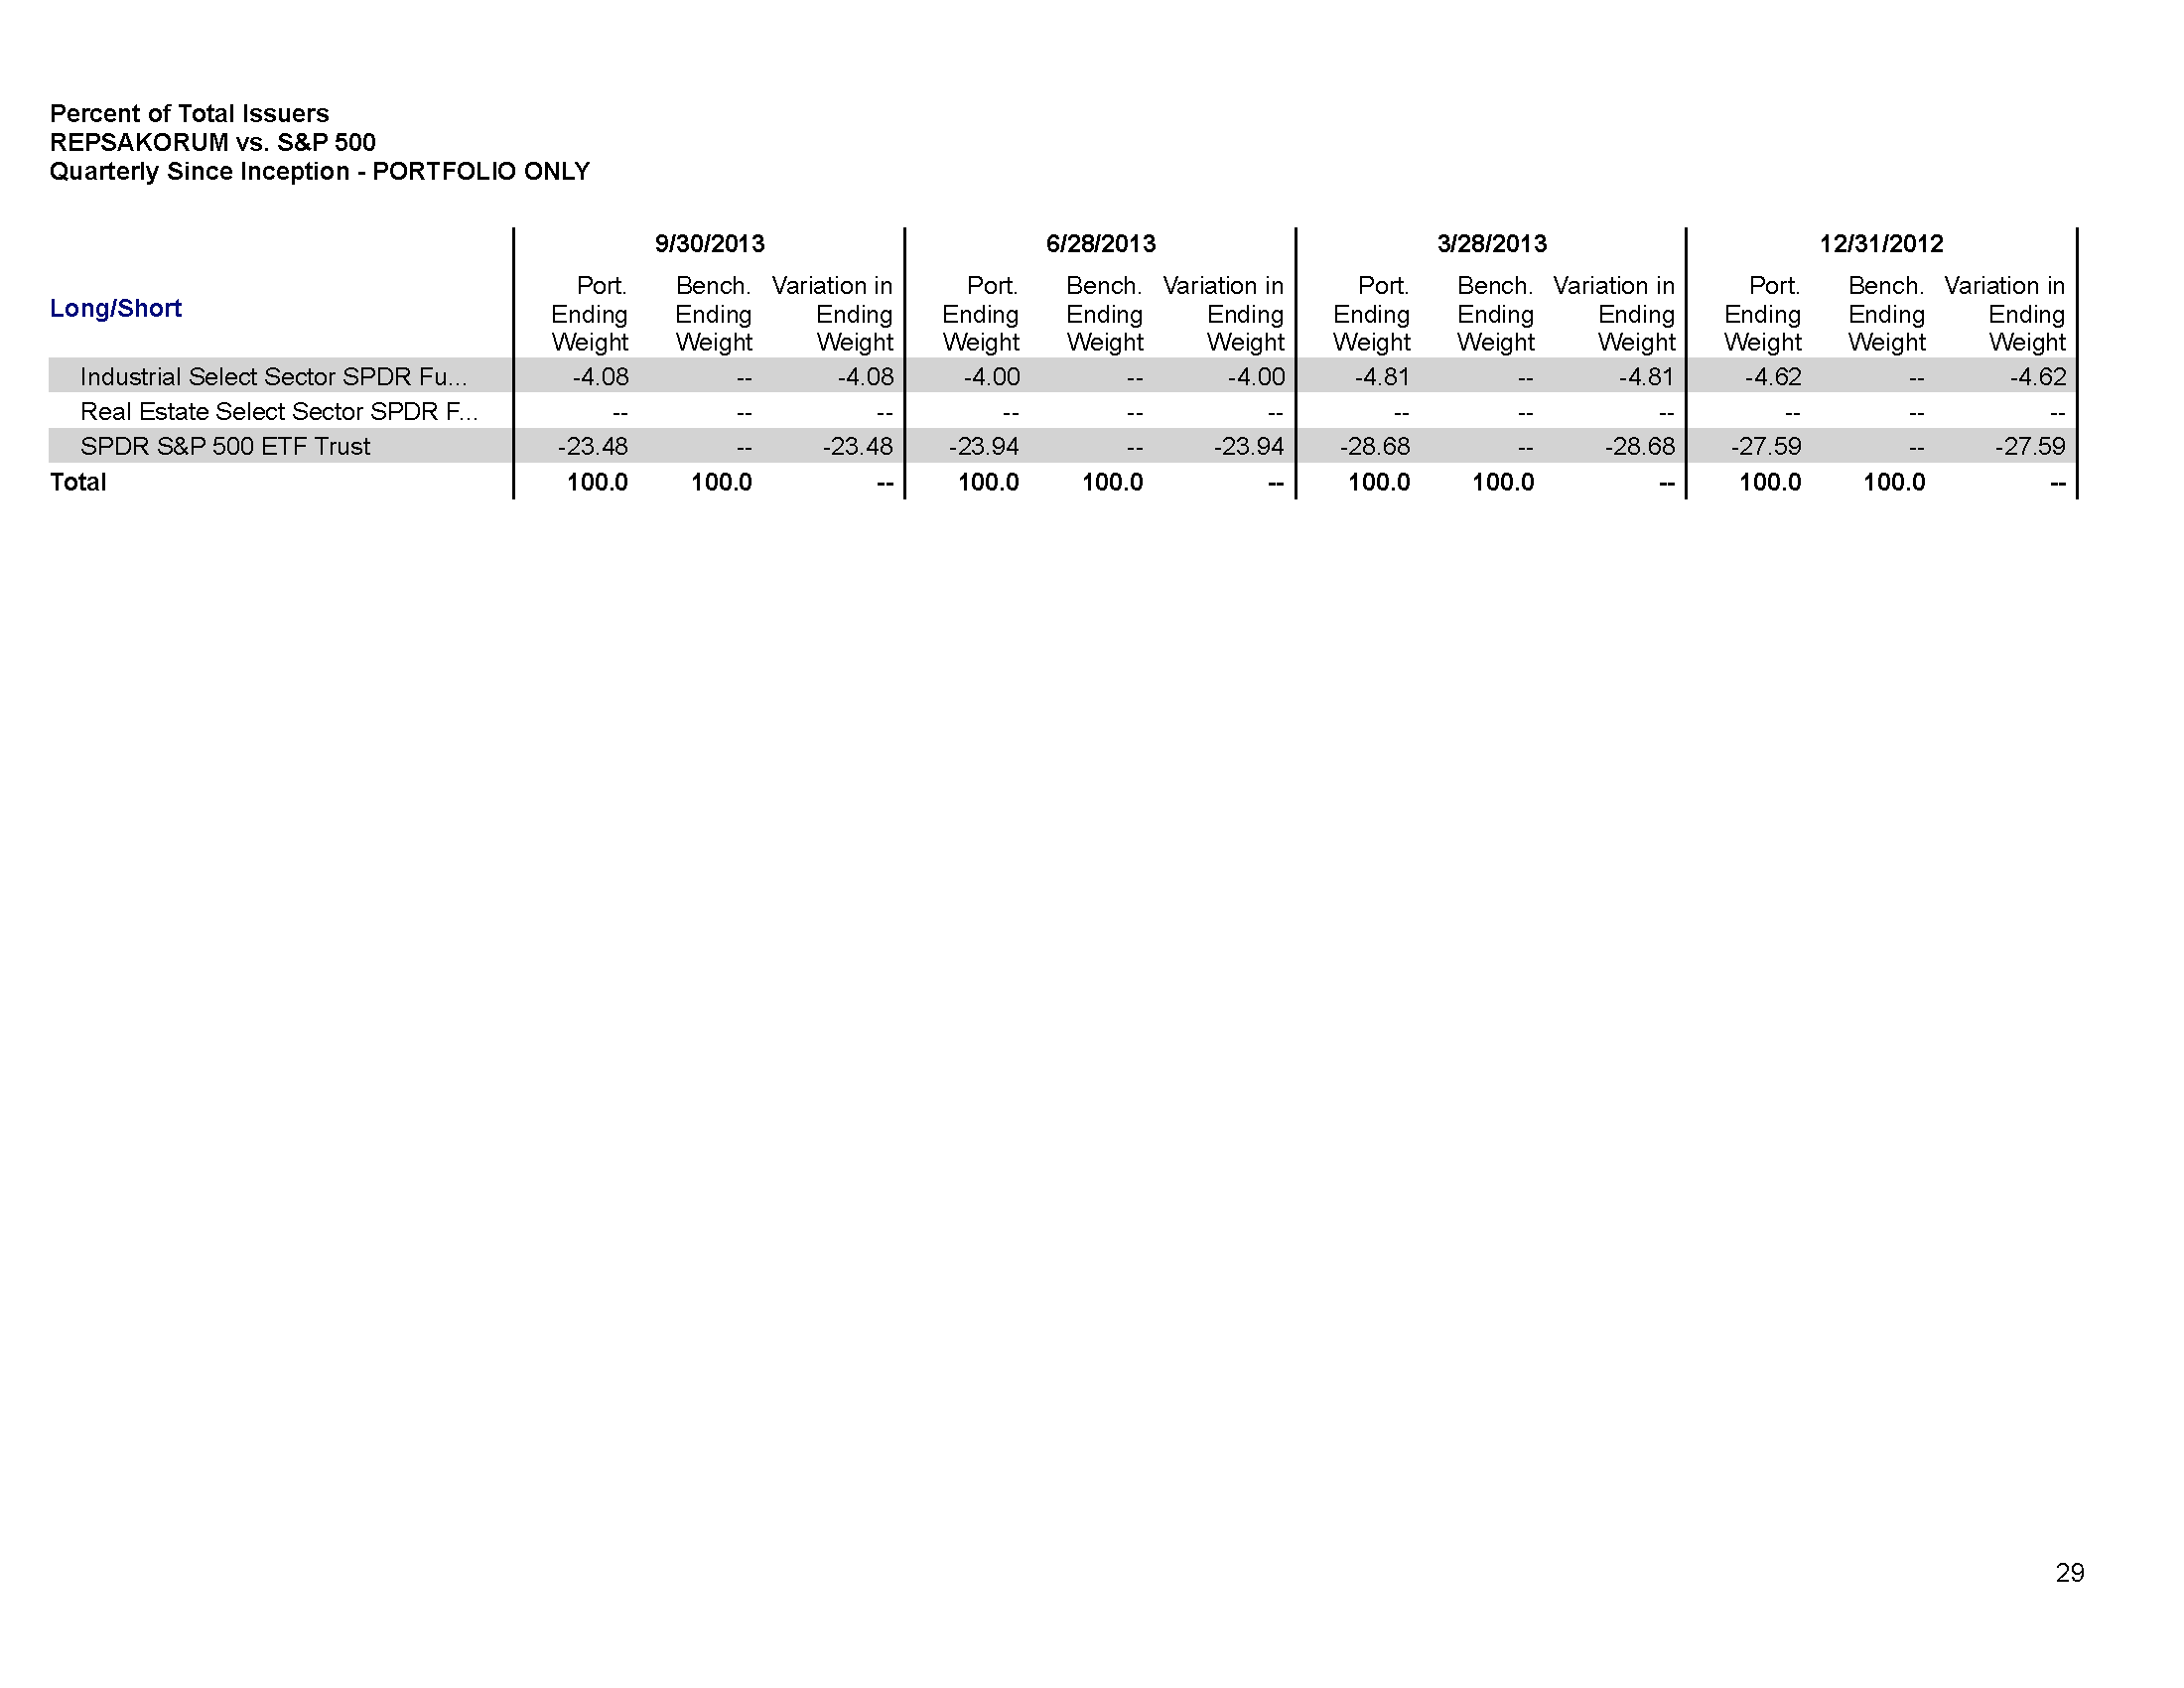 Percent of Total Issuers
REPSAKORUM vs. S&P 500
Quarterly Since Inception - PORTFOLIO ONLY
9/30/2013 6/28/2013 3/28/2013 12/31/2012
Long/Short
Port. Bench. Variation in Port. Bench. Variation in Port. Bench. Variation in Port. Bench. Variation in
Ending Ending Ending Ending Ending Ending Ending Ending Ending Ending Ending Ending
Weight Weight Weight Weight Weight Weight Weight Weight Weight Weight Weight Weight
Industrial Select Sector SPDR Fu... -4.08 -- -4.08 -4.00 -- -4.00 -4.81 -- -4.81 -4.62 -- -4.62
Real Estate Select Sector SPDR F... -- -- -- -- -- -- -- -- -- -- -- --
SPDR S&P 500 ETF Trust -23.48 -- -23.48 -23.94 -- -23.94 -28.68 -- -28.68 -27.59 -- -27.59
Total 100.0 100.0 -- 100.0 100.0 -- 100.0 100.0 -- 100.0 100.0 --
29